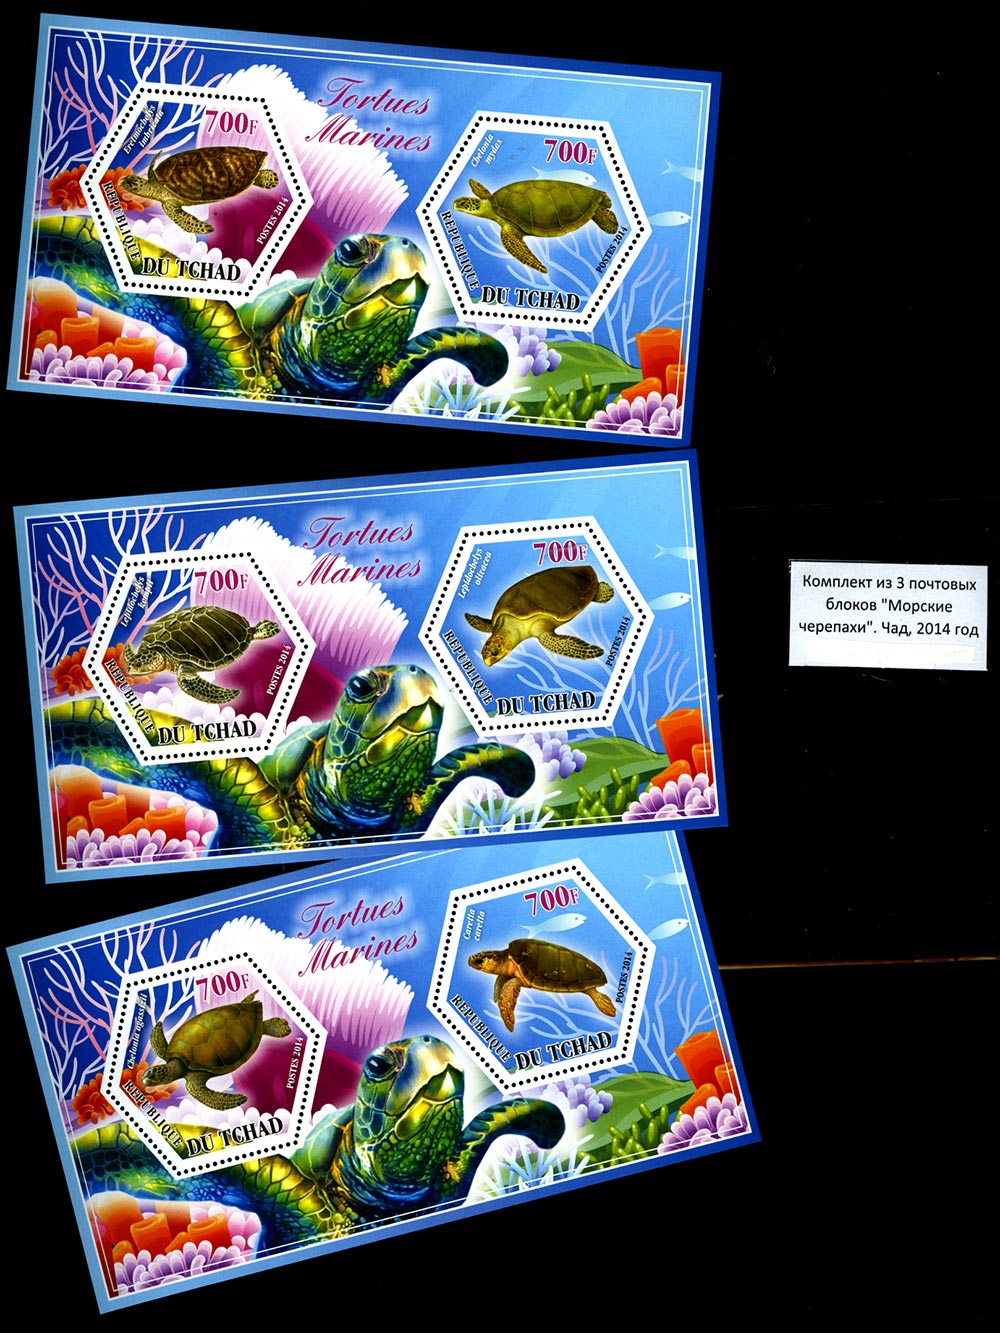 Tortues
Marines
Eretmochelys
imbricata
700F
REPUBLIQUE
DU TCHAD
POSTES 2014
Chelonia
mydas
700F
REPUBLIQUE
DU TCHAD
POSTES 2014
Tortues
Marines
Lepidochelys
kempii
700F
REPUBLIQUE
DU TCHAD
POSTES 2014
Lepidochelys
olivacea
700F
REPUBLIQUE
DU TCHAD
POSTES 2014
Комплект из 3 почтовых
блоков "Морские
черепахи". Чад, 2014 год
Tortues
Marines
Chelonia agassizii
700F
REPUBLIQUE
DU TCHAD
POSTES 2014
Caretta
caretta
700F
REPUBLIQUE
DU TCHAD
POSTES 2014